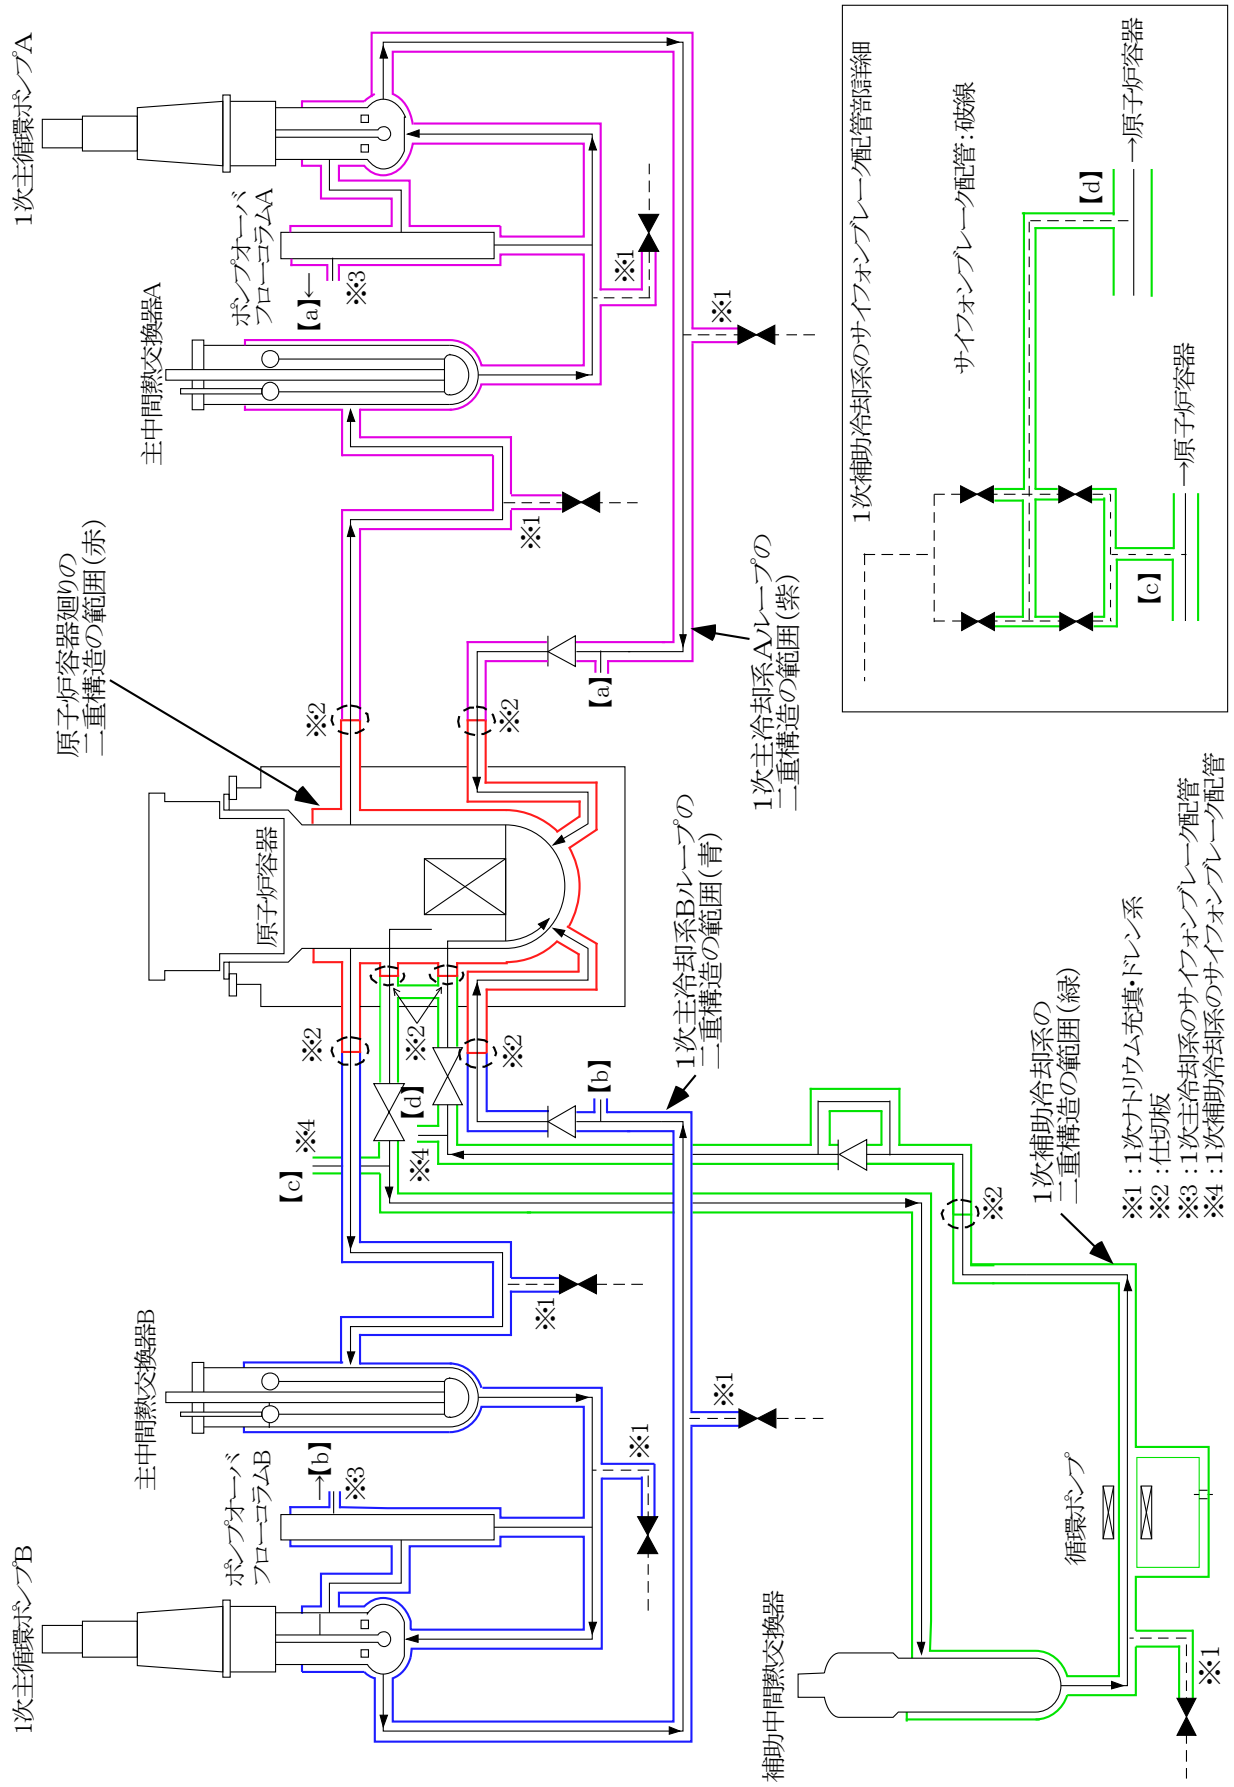 1次主循環ポンプB
ポンプオーバ
フローコラムB
→【b】
※3
主中間熱交換器B
※1
※1
※1
補助中間熱交換器
循環ポンプ
※1
【c】
※4
※4
【d】
※2
※2
※2
【b】
※2
1次主冷却系Bループの
二重構造の範囲(青)
1次補助冷却系の
二重構造の範囲(緑)
※1:1次ナトリウム充填・ドレン系
※2:仕切板
※3:1次主冷却系のサイフォンブレーク配管
※4:1次補助冷却系のサイフォンブレーク配管
原子炉容器
原子炉容器廻りの
二重構造の範囲(赤)
※2
※2
【a】
1次主冷却系Aループの
二重構造の範囲(紫)
主中間熱交換器A
※1
ポンプオーバ
フローコラムA
【a】←
※3
※1
※1
1次主循環ポンプA
1次補助冷却系のサイフォンブレーク配管部詳細
サイフォンブレーク配管:破線
【c】
→原子炉容器
【d】
→原子炉容器